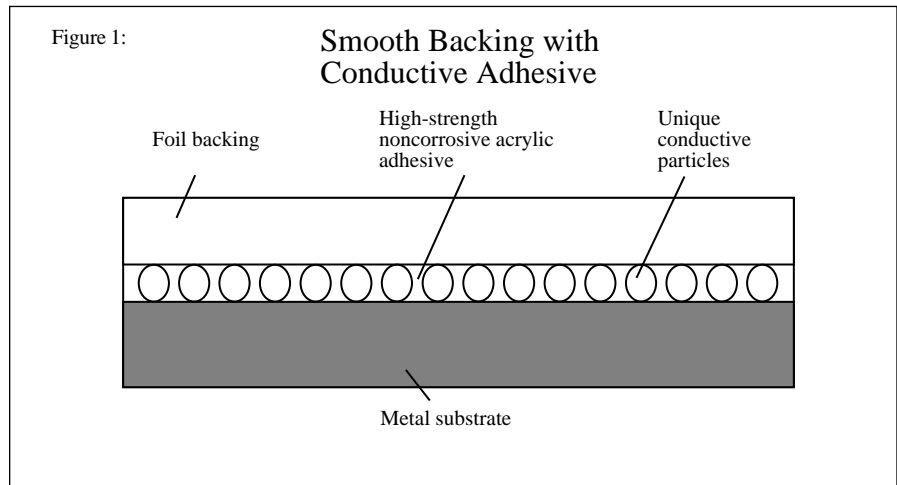 Figure 1:
Smooth Backing with
Conductive Adhesive
Foil backing
High-strength
noncorrosive acrylic
adhesive
Unique
conductive
particles
Metal substrate